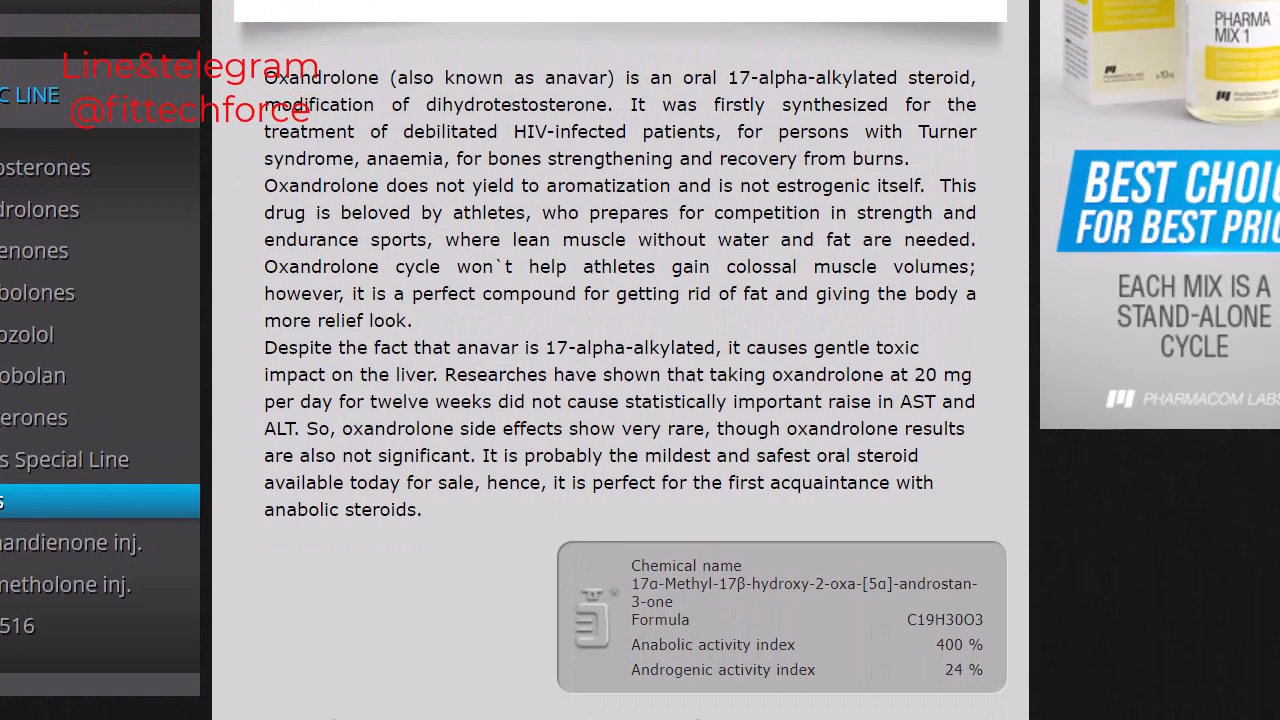 Line&telegram
@fittechforce
C LINE
osterones
drolones
enones
bolones
ozolol
obolan
erones
s Special Line
s
nandienone inj.
metholone inj.
516
Oxandrolone (also known as anavar) is an oral 17-alpha-alkylated steroid,
modification of dihydrotestosterone. It was firstly synthesized for the
treatment of debilitated HIV-infected patients, for persons with Turner
syndrome, anaemia, for bones strengthening and recovery from burns.
Oxandrolone does not yield to aromatization and is not estrogenic itself. This
drug is beloved by athletes, who prepares for competition in strength and
endurance sports, where lean muscle without water and fat are needed.
Oxandrolone cycle won`t help athletes gain colossal muscle volumes;
however, it is a perfect compound for getting rid of fat and giving the body a
more relief look.
Despite the fact that anavar is 17-alpha-alkylated, it causes gentle toxic
impact on the liver. Researches have shown that taking oxandrolone at 20 mg
per day for twelve weeks did not cause statistically important raise in AST and
ALT. So, oxandrolone side effects show very rare, though oxandrolone results
are also not significant. It is probably the mildest and safest oral steroid
available today for sale, hence, it is perfect for the first acquaintance with
anabolic steroids.
Chemical name
17α-Methyl-17β-hydroxy-2-oxa-[5α]-androstan-
3-one
Formula C19H30O3
Anabolic activity index 400 %
Androgenic activity index 24 %
PHARMA
MIX 1
BEST CHOIC
FOR BEST PRIC
EACH MIX IS A
STAND-ALONE
CYCLE
PHARMACOM LABS